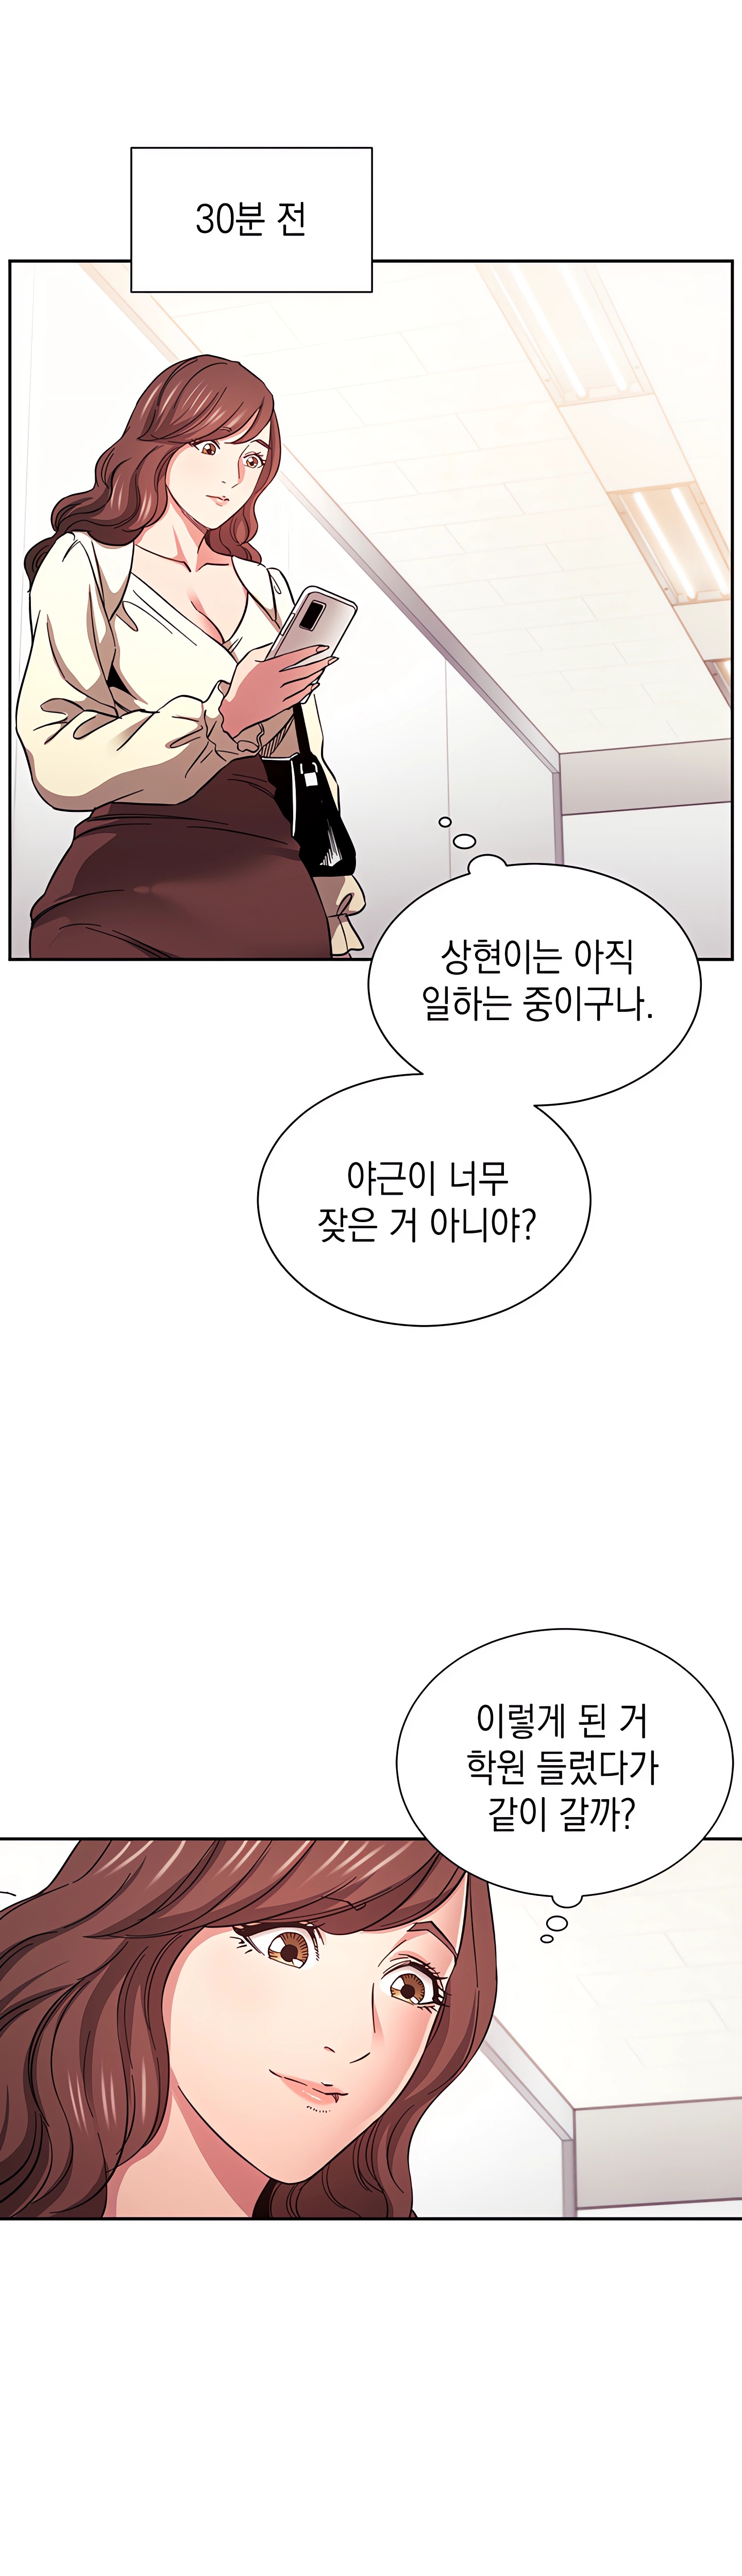 30분 전
상현이는 아직
일하는 중이구나.
야근이 너무
잦은 거 아니야?
이렇게 된 거
학원 들렀다가
같이 갈까?